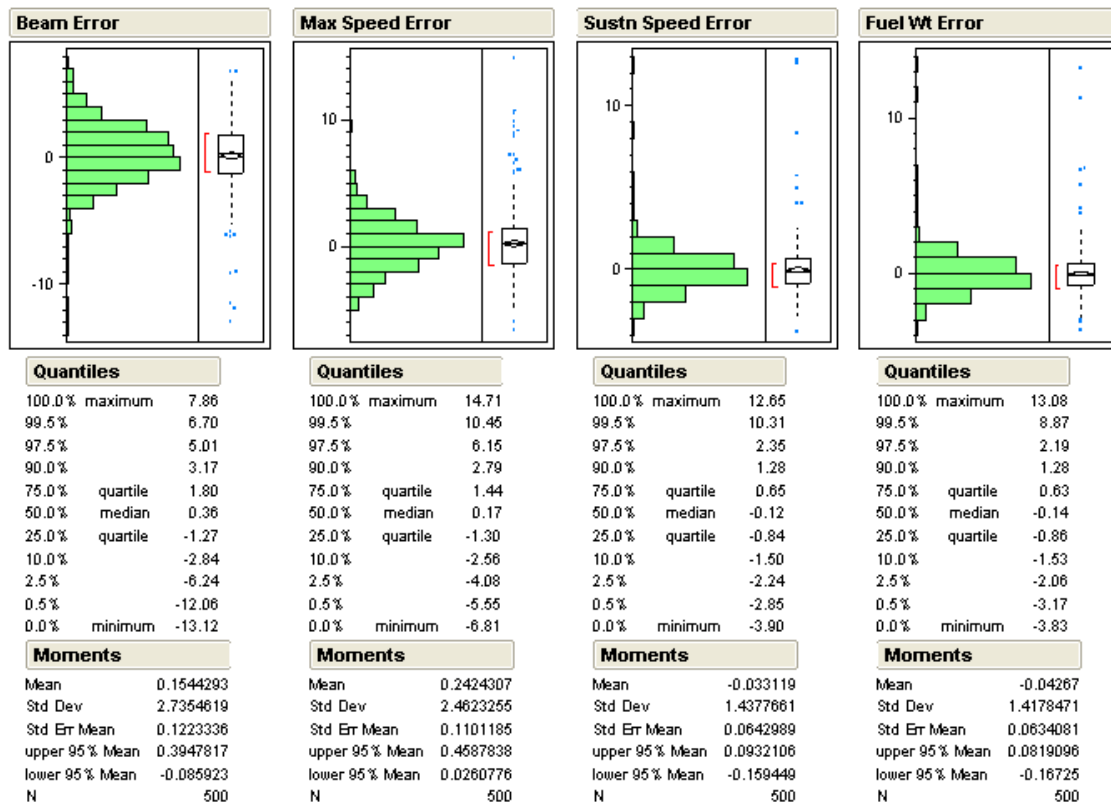 Beam Error
Max Speed Error
Sustn Speed Error
Fuel Wt Error
0
-10
10
0
10
0
10
0
Quantiles
100.0% maximum 7.86
99.5% 6.70
97.5% 5.01
90.0% 3.17
75.0% quartile 1.80
50.0% median 0.36
25.0% quartile -1.27
10.0% -2.84
2.5% -6.24
0.5% -12.06
0.0% minimum -13.12
Moments
Mean 0.1544293
Std Dev 2.7354619
Std Err Mean 0.1223336
upper 95% Mean 0.3947817
lower 95% Mean -0.085923
N 500
Quantiles
100.0% maximum 14.71
99.5% 10.45
97.5% 6.15
90.0% 2.79
75.0% quartile 1.44
50.0% median 0.17
25.0% quartile -1.30
10.0% -2.56
2.5% -4.08
0.5% -5.55
0.0% minimum -6.81
Moments
Mean 0.2424307
Std Dev 2.4623255
Std Err Mean 0.1101185
upper 95% Mean 0.4587838
lower 95% Mean 0.0260776
N 500
Quantiles
100.0% maximum 12.65
99.5% 10.31
97.5% 2.35
90.0% 1.28
75.0% quartile 0.65
50.0% median -0.12
25.0% quartile -0.84
10.0% -1.50
2.5% -2.24
0.5% -2.85
0.0% minimum -3.90
Moments
Mean -0.033119
Std Dev 1.4377661
Std Err Mean 0.0642989
upper 95% Mean 0.0932106
lower 95% Mean -0.159449
N 500
Quantiles
100.0% maximum 13.08
99.5% 8.87
97.5% 2.19
90.0% 1.28
75.0% quartile 0.63
50.0% median -0.14
25.0% quartile -0.86
10.0% -1.53
2.5% -2.06
0.5% -3.17
0.0% minimum -3.83
Moments
Mean -0.04267
Std Dev 1.4178471
Std Err Mean 0.0634081
upper 95% Mean 0.0819096
lower 95% Mean -0.16725
N 500